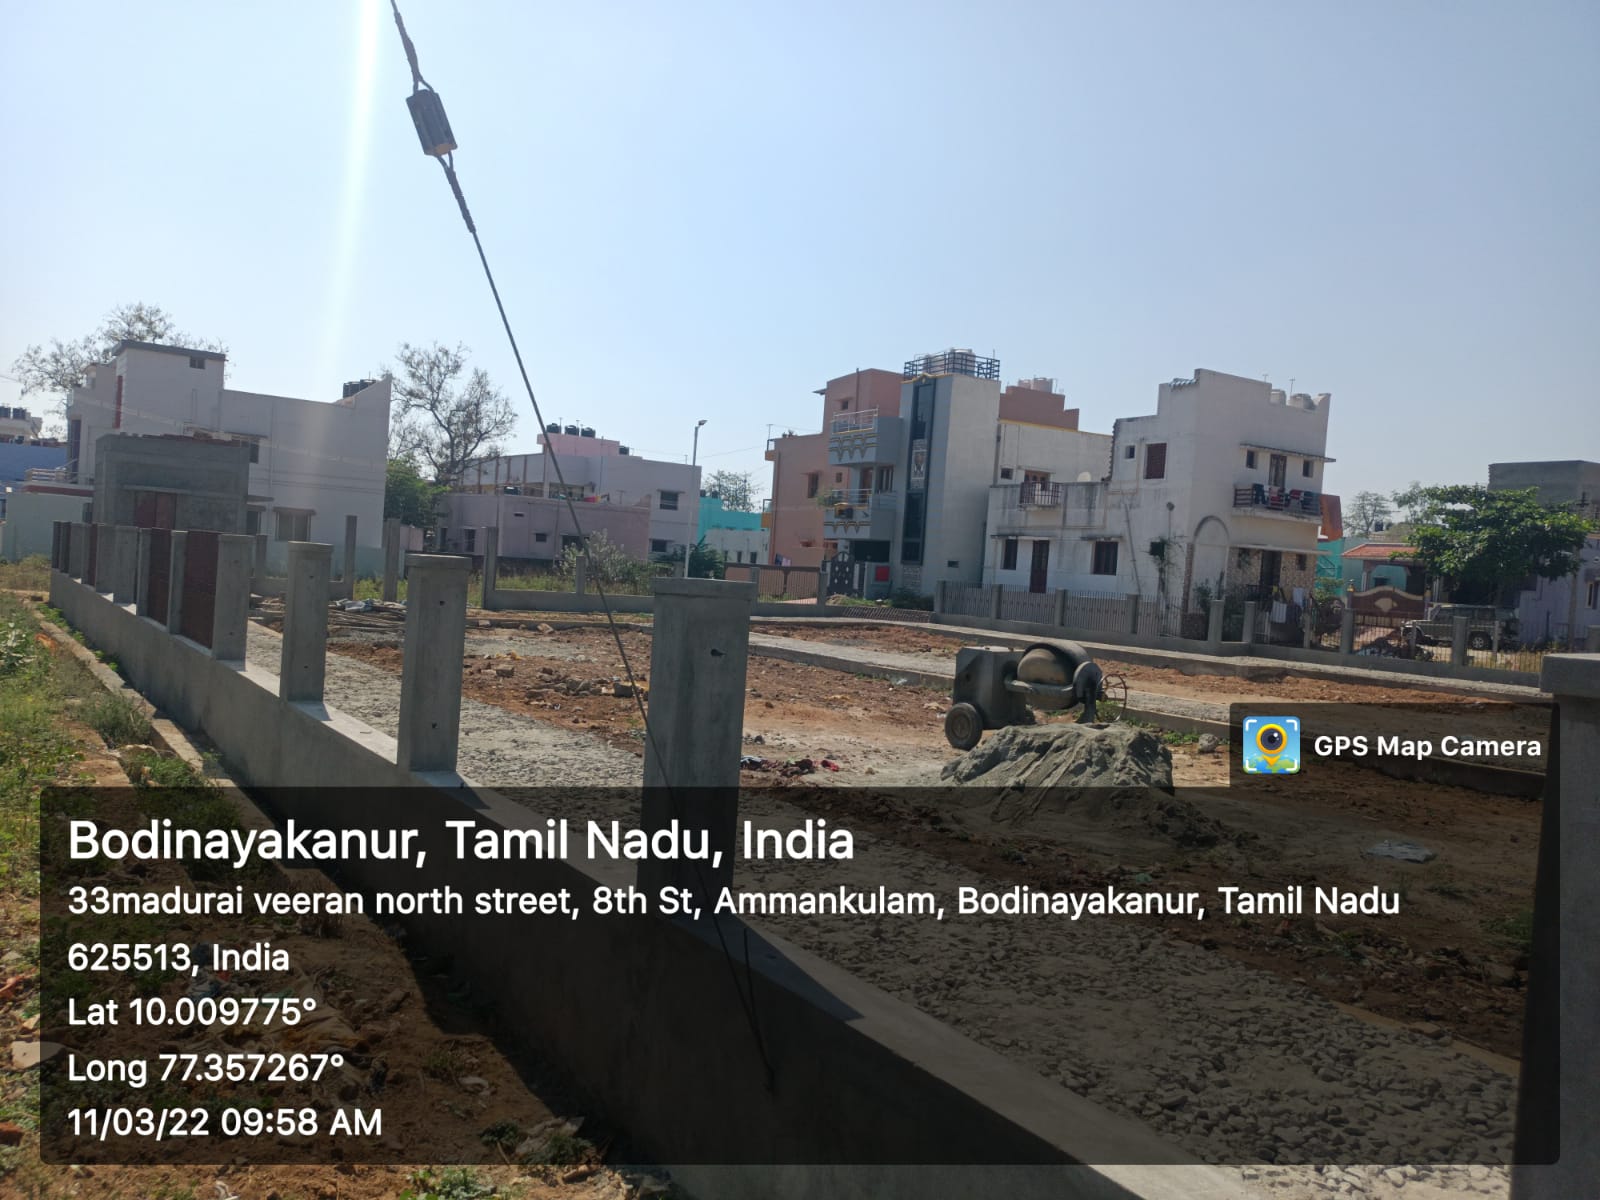 GPS Map Camera
Bodinayakanur, Tamil Nadu, India
33madurai veeran north street, 8th St, Ammankulam, Bodinayakanur, Tamil Nadu
625513, India
Lat 10.009775°
Long 77.357267°
11/03/22 09:58 AM